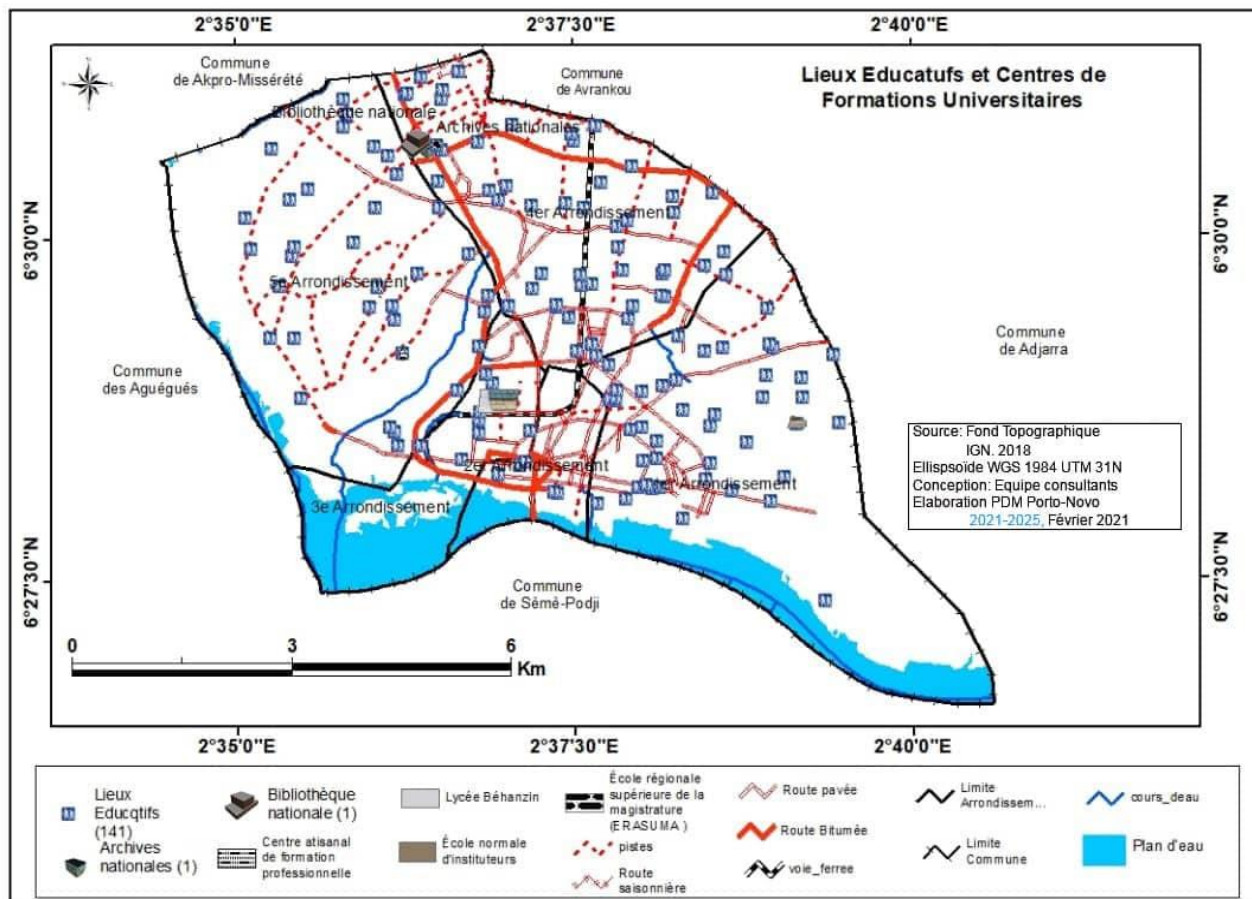 2°35'0"E
2°37'30"E
2°40'0"E
Commune
de Akpro-Missérété
Commune
de Avrankou
Lieux Educatufs et Centres de
Formations Universitaires
Bibliothèque nationale
Archives nationales
4er Arrondissement
6°30'0"N
6°30'0"N
5e Arrondissement
Commune
de Adjarra
Commune
des Aguégués
Source: Fond Topographique
IGN. 2018
Ellispsoïde WGS 1984 UTM 31N
Conception: Equipe consultants
Elaboration PDM Porto-Novo
2021-2025, Février 2021
2er Arrondissement
Arrondissement
3e Arrondissement
6°27'30"N
6°27'30"N
Commune
de Sèmè-Podji
0
3
6
Km
2°35'0"E
2°37'30"E
2°40'0"E
Lieux
Educqtifs
(141)
Archives
nationales (1)
Bibliothèque
nationale (1)
Centre atisanal
de formation
professionnelle
Lycée Béhanzin
École normale
d'instituteurs
École régionale
supérieure de la
magistrature
(ERASUMA )
pistes
Route
saisonnière
Route pavée
Route Bitumée
voie_ferree
Limite
Arrondissem...
Limite
Commune
cours_deau
Plan d'eau